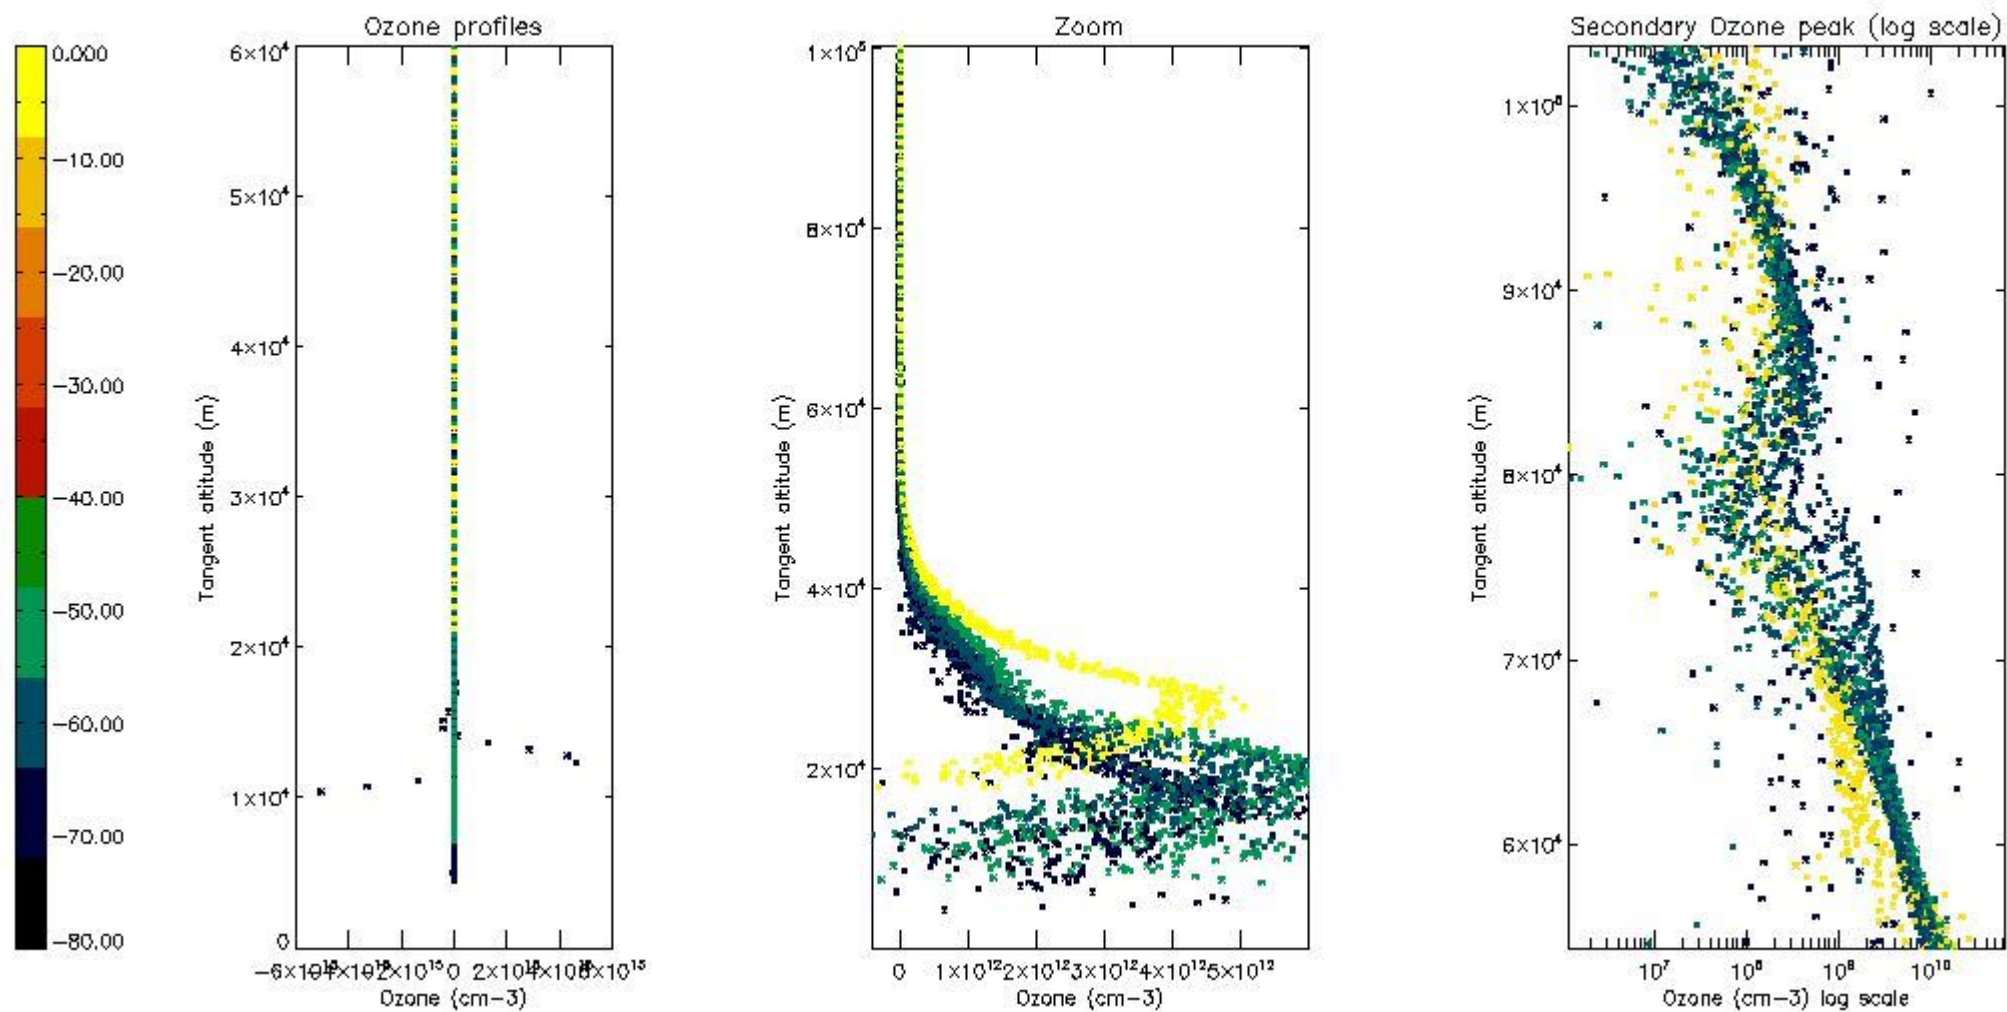 Ozone profiles
Zoom
Secondary Ozone peak (log scale)
0.000
−10.00
−20.00
−30.00
−40.00
−50.00
−60.00
−70.00
−80.00
6×10⁴
5×10⁴
4×10⁴
3×10⁴
2×10⁴
1×10⁴
0
Tangent altitude (m)
0
Ozone (cm−3)
1×10⁵
8×10⁴
6×10⁴
4×10⁴
2×10⁴
Tangent altitude (m)
0 1×10¹² 2×10¹² 3×10¹² 4×10¹² 5×10¹²
Ozone (cm−3)
9×10⁴
8×10⁴
7×10⁴
6×10⁴
Tangent altitude (m)
10⁷ 10⁸ 10⁹ 10¹⁰
Ozone (cm−3) log scale